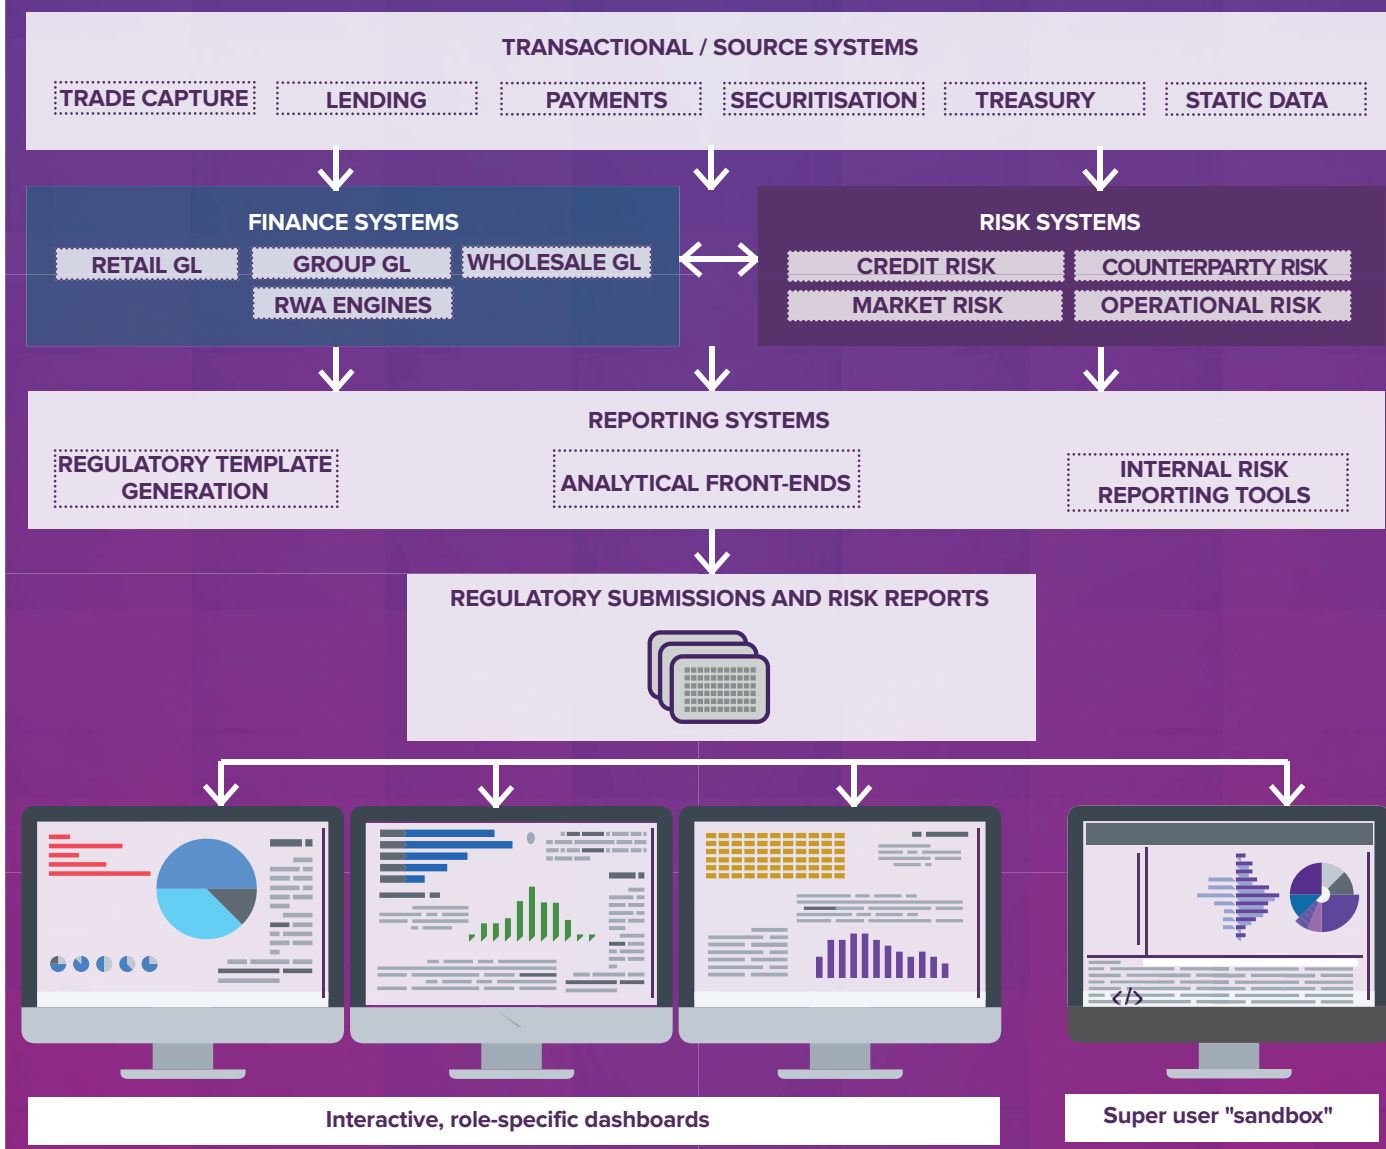 TRANSACTIONAL / SOURCE SYSTEMS
TRADE CAPTURE
LENDING
PAYMENTS
SECURITISATION
TREASURY
STATIC DATA
FINANCE SYSTEMS
RETAIL GL
GROUP GL
WHOLESALE GL
RWA ENGINES
RISK SYSTEMS
CREDIT RISK
COUNTERPARTY RISK
MARKET RISK
OPERATIONAL RISK
REPORTING SYSTEMS
REGULATORY TEMPLATE
GENERATION
ANALYTICAL FRONT-ENDS
INTERNAL RISK
REPORTING TOOLS
REGULATORY SUBMISSIONS AND RISK REPORTS
</>
Interactive, role-specific dashboards
Super user "sandbox"